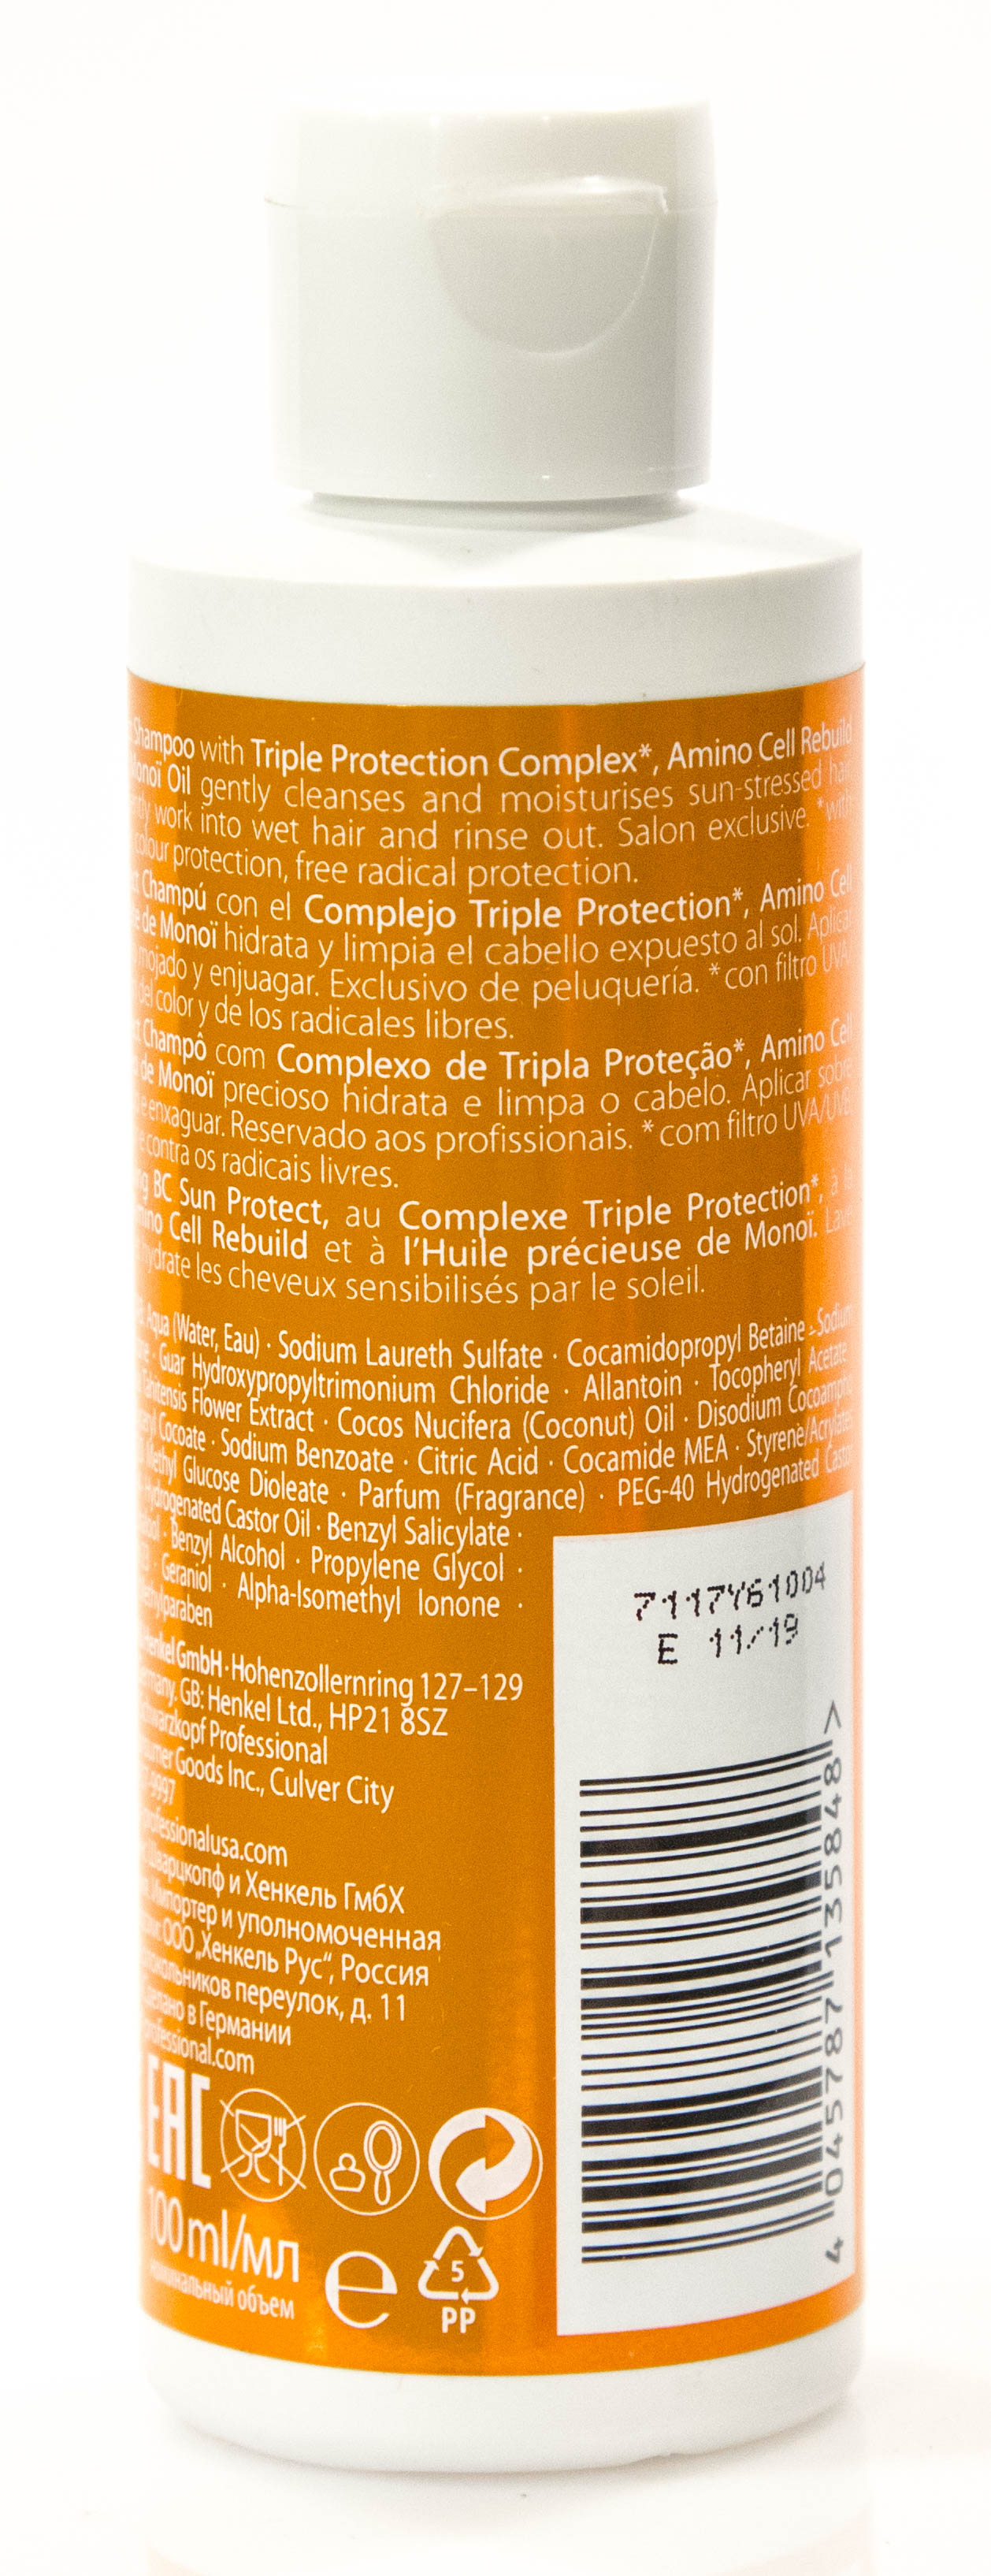 Shampoo with Triple Protection Complex*, Amino Cell Rebuild
Monoï Oil gently cleanses and moisturises sun-stressed hair
work into wet hair and rinse out. Salon exclusive. *with
colour protection, free radical protection.
Champú con el Complejo Triple Protection*, Amino Cell
de Monoï hidrata y limpia el cabello expuesto al sol. Aplicar
mojado y enjuagar. Exclusivo de peluquería. *con filtro UVA
del color y de los radicales libres.
Champô com Complexo de Tripla Proteção*, Amino Cell
de Monoï precioso hidrata e limpa o cabelo. Aplicar sobre
e enxaguar. Reservado aos profissionais. *com filtro UVA/UVB
contra os radicais livres.
BC Sun Protect, au Complexe Triple Protection*, à la
Cell Rebuild et à l'Huile précieuse de Monoï. Lave
hydrate les cheveux sensibilisés par le soleil.
Aqua (Water, Eau) · Sodium Laureth Sulfate · Cocamidopropyl Betaine · Sodium
· Guar Hydroxypropyltrimonium Chloride · Allantoin · Tocopheryl Acetate
Flower Extract · Cocos Nucifera (Coconut) Oil · Disodium
Cocoate · Sodium Benzoate · Citric Acid · Cocamide MEA · Styrene/Acrylates
Methyl Glucose Dioleate · Parfum (Fragrance) · PEG-40 Hydrogenated Castor
Hydrogenated Castor Oil · Benzyl Salicylate ·
· Benzyl Alcohol · Propylene Glycol ·
· Geraniol · Alpha-Isomethyl Ionone ·
Henkel GmbH · Hohenzollernring 127–129
GB: Henkel Ltd., HP21 8SZ
Schwarzkopf Professional
Goods Inc., Culver City
и Хенкель ГмбХ
Импортер и уполномоченная
ООО „Хенкель Рус“, Россия
переулок, д. 11
в Германии
EAC
100 ml/мл
объем
e
5
PP
7117Y61004
E 11/19
4 045787 135848 >